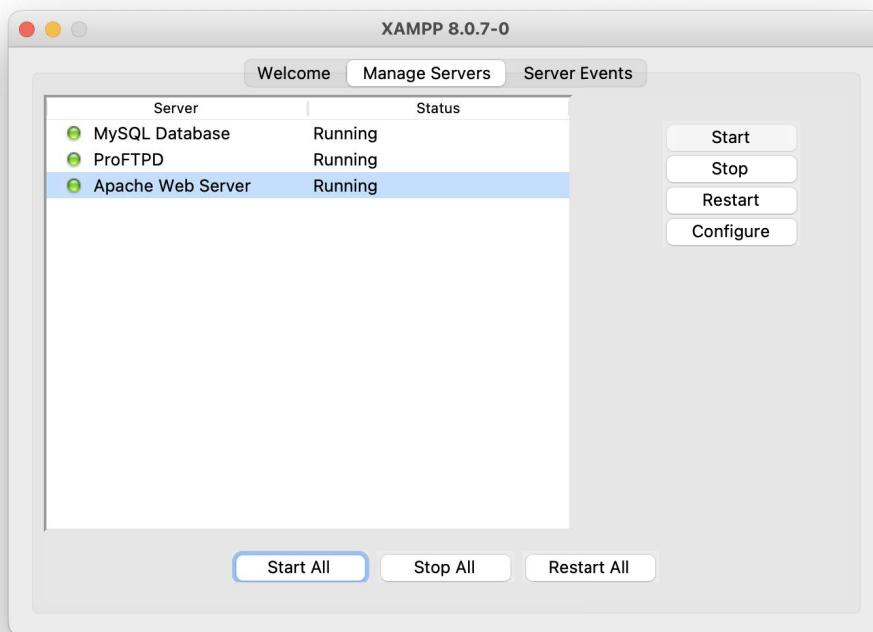 XAMPP 8.0.7-0
Welcome Manage Servers Server Events
Server Status
MySQL Database Running
ProFTPD Running
Apache Web Server Running
Start
Stop
Restart
Configure
Start All Stop All Restart All